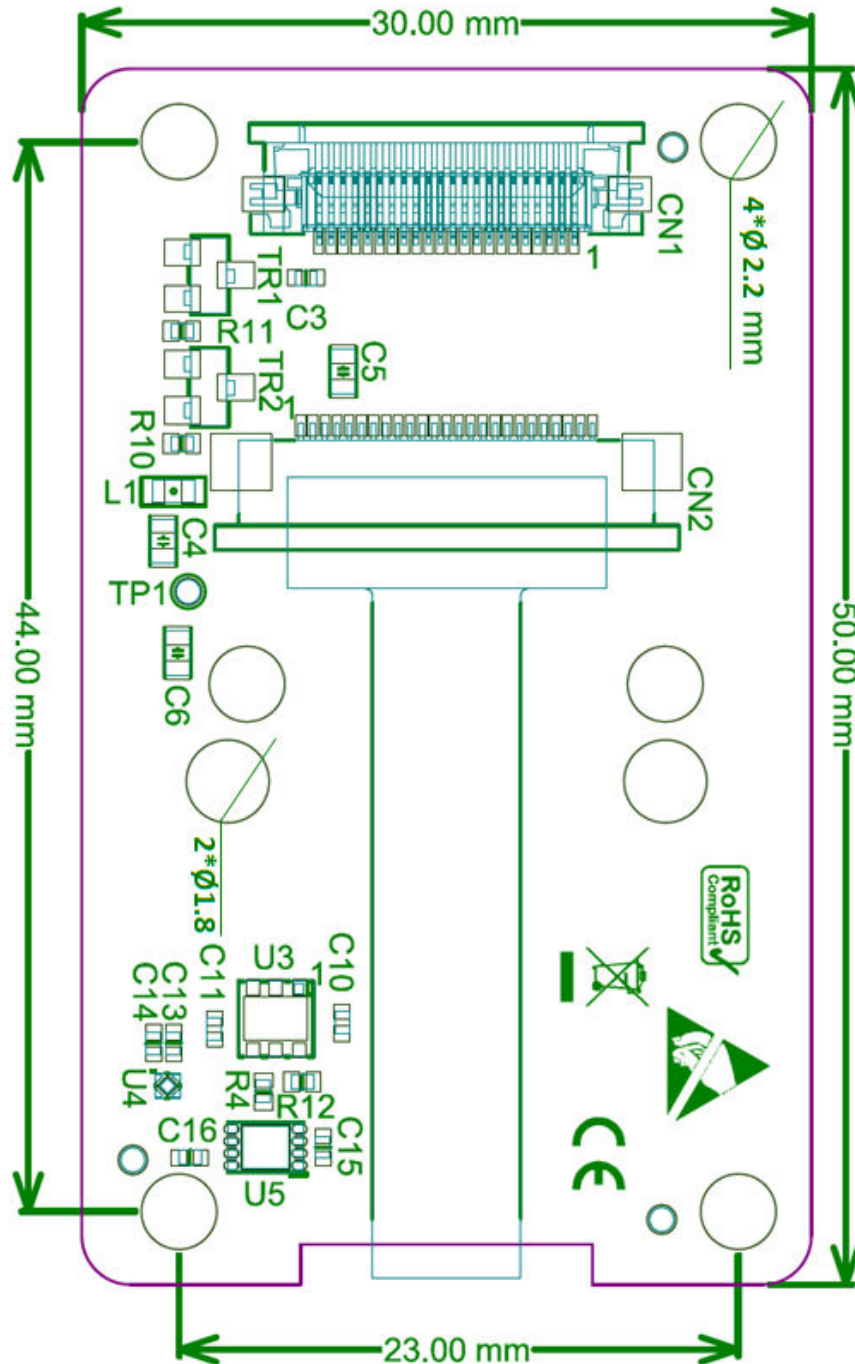 30.00 mm
CN1
4*Ø 2.2 mm
1
TR1
C3
R11
TR2
C5
1
R10
CN2
L1
C4
TP1
44.00 mm
50.00 mm
C6
2*Ø1.8
RoHS
Compliant
C11
U3
1
C10
C14
C13
U4
R4
R12
C16
C15
U5
CE
23.00 mm